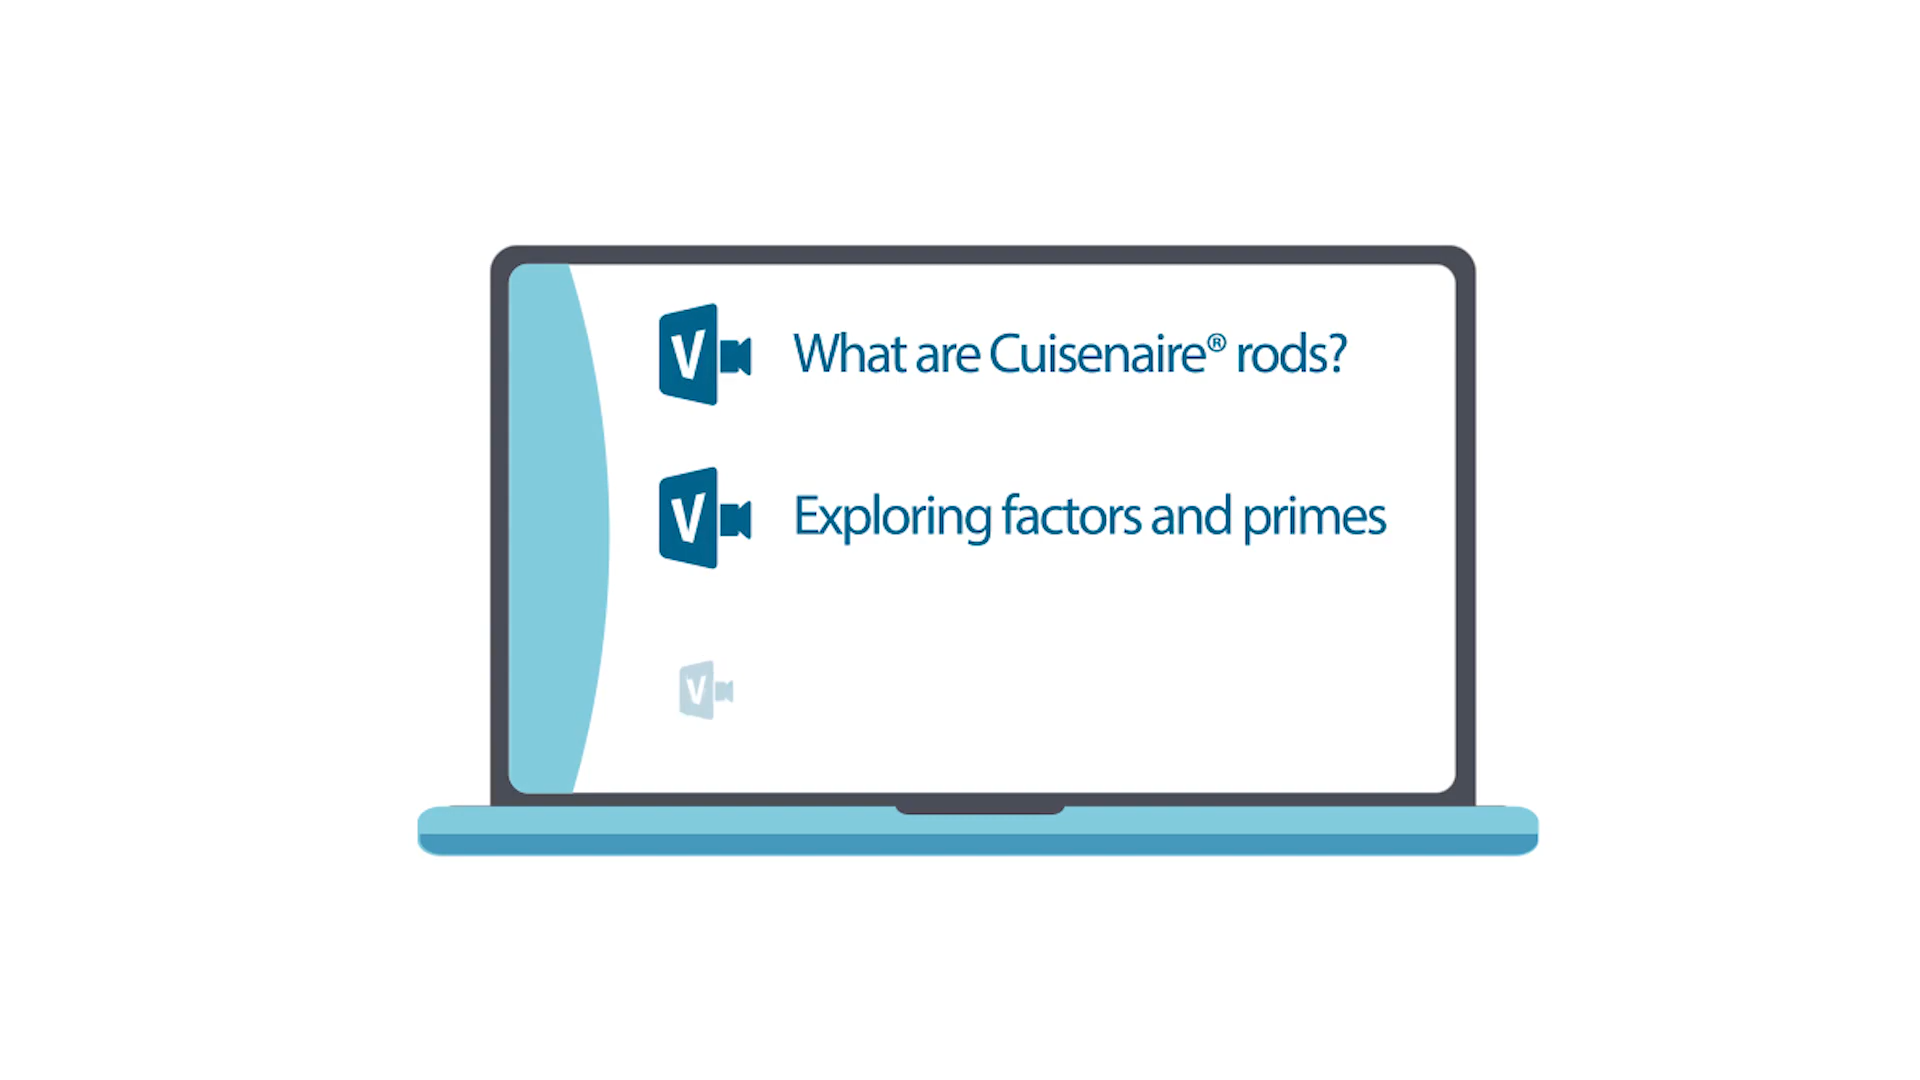 V
What are Cuisenaire® rods?
V
Exploring factors and primes
V